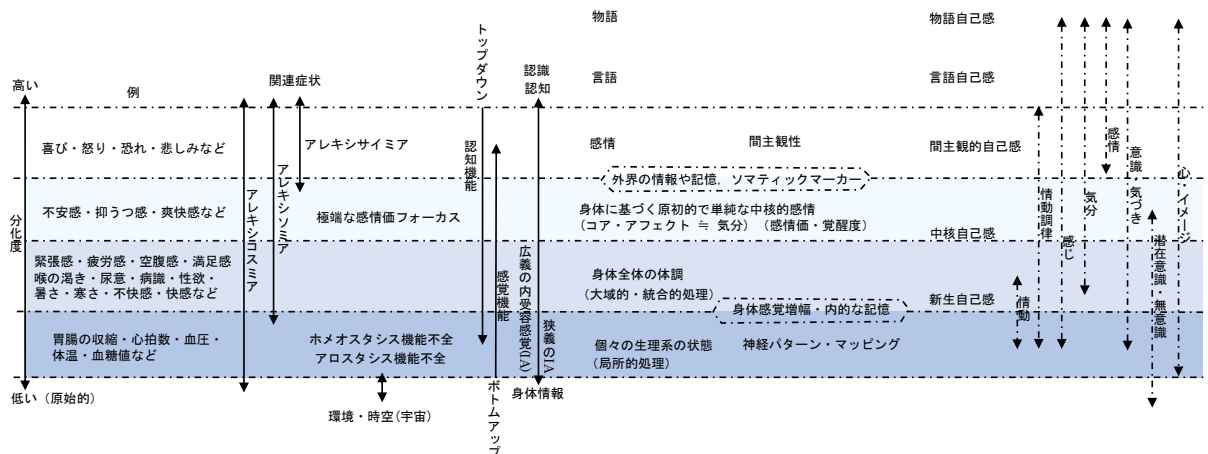 物語
物語自己感
トップダウン
認識
認知
言語
言語自己感
高い
例
関連症状
喜び・怒り・恐れ・悲しみなど
アレキシサイミア
認知機能
感情
間主観性
間主観的自己感
感情
外界の情報や記憶，ソマティックマーカー
分化度
不安感・抑うつ感・爽快感など
アレキシコスミア
アレキシソミア
極端な感情価フォーカス
身体に基づく原初的で単純な中核的感情
（コア・アフェクト ≒ 気分）（感情価・覚醒度）
中核自己感
情動調律
感じ
気分
意識・気づき
潜在意識・無意識
心・イメージ
緊張感・疲労感・空腹感・満足感
喉の渇き・尿意・病識・性欲・
暑さ・寒さ・不快感・快感など
感覚機能
広義の内受容感覚(IA)
狭義のIA
身体全体の体調
（大域的・統合的処理）
新生自己感
情動
身体感覚増幅・内的な記憶
胃腸の収縮・心拍数・血圧・
体温・血糖値など
ホメオスタシス機能不全
アロスタシス機能不全
個々の生理系の状態
（局所的処理）
神経パターン・マッピング
低い（原始的）
環境・時空(宇宙)
ボトムアップ
身体情報